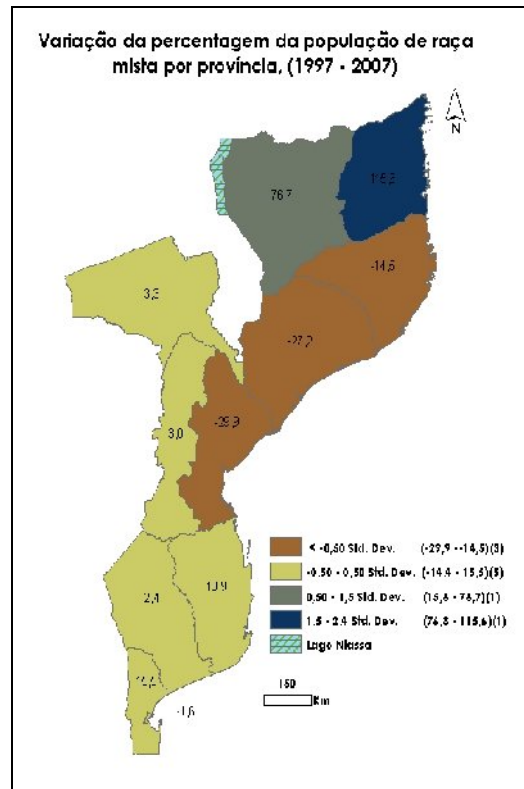 Variação da percentagem da população de raça
mista por província, (1997 - 2007)
N
76,7
-14,5
3,3
-29,9
3,0
2,4
-1,6
< -0,50 Std. Dev. (-29,9 - -14,5)(3)
-0.50 - 0,50 Std. Dev. (-14,4 - 15,5)(5)
0,50 - 1,5 Std. Dev. (15,6 - 76,7)(1)
1.5 - 2.4 Std. Dev. (76,8 - 115,6)(1)
Lago Niassa
150
Km